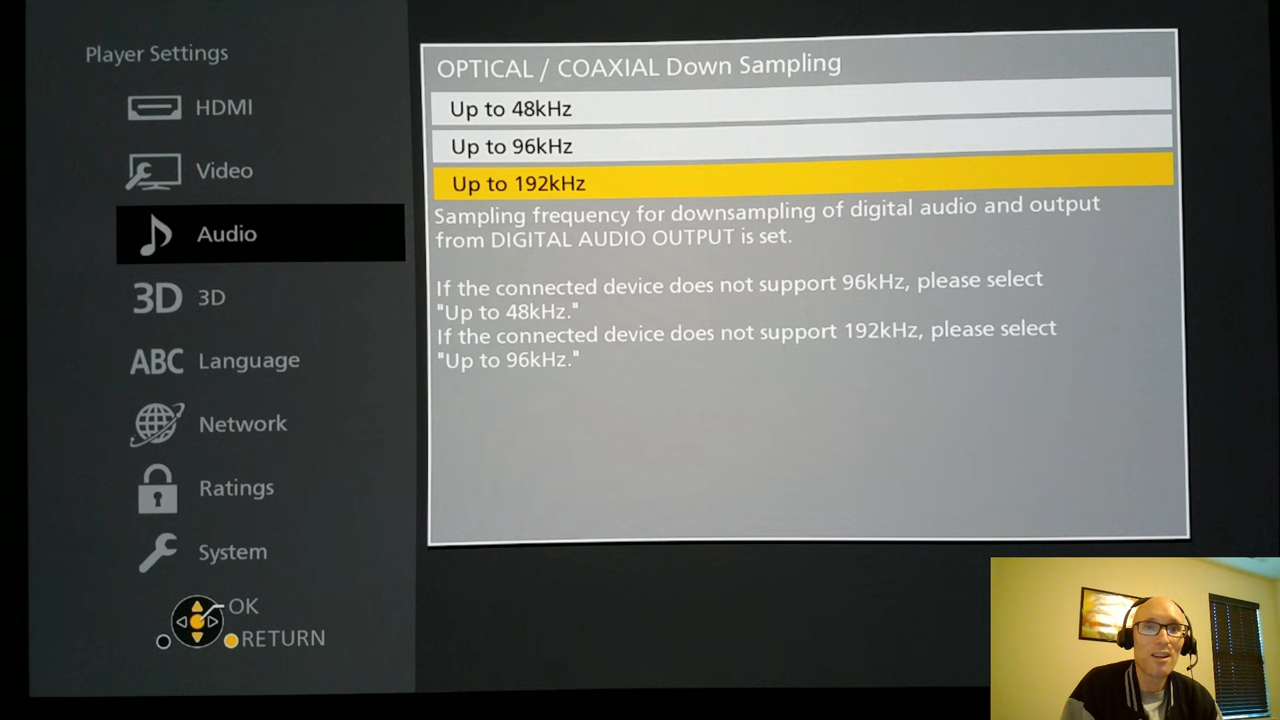 Player Settings
HDMI
Video
Audio
3D 3D
ABC Language
Network
Ratings
System
OK
RETURN
OPTICAL / COAXIAL Down Sampling
Up to 48kHz
Up to 96kHz
Up to 192kHz
Sampling frequency for downsampling of digital audio and output
from DIGITAL AUDIO OUTPUT is set.
If the connected device does not support 96kHz, please select
"Up to 48kHz."
If the connected device does not support 192kHz, please select
"Up to 96kHz."